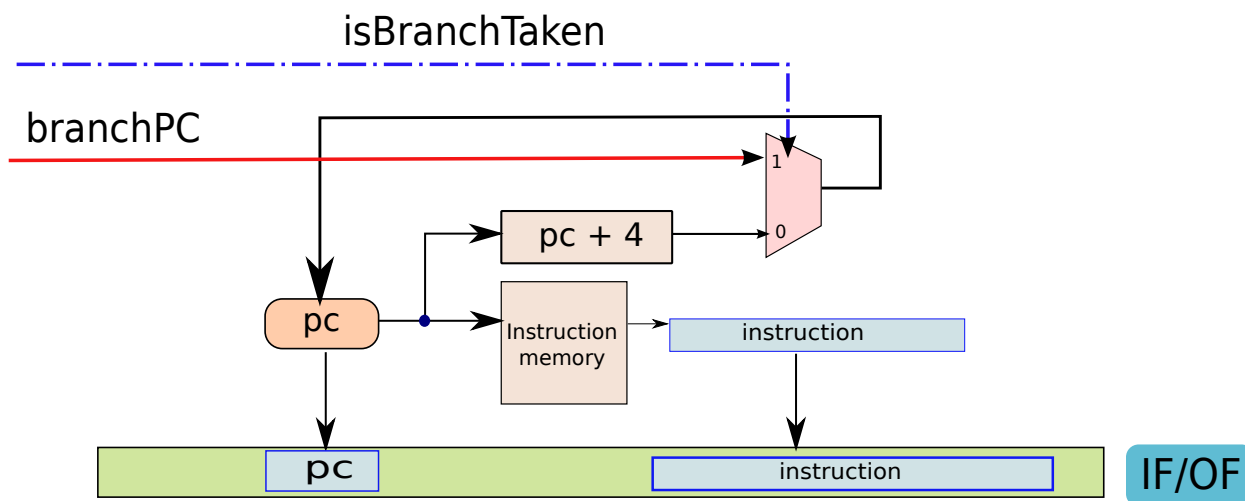 isBranchTaken
branchPC
1
0
pc + 4
pc
Instruction
memory
instruction
pc
instruction
IF/OF